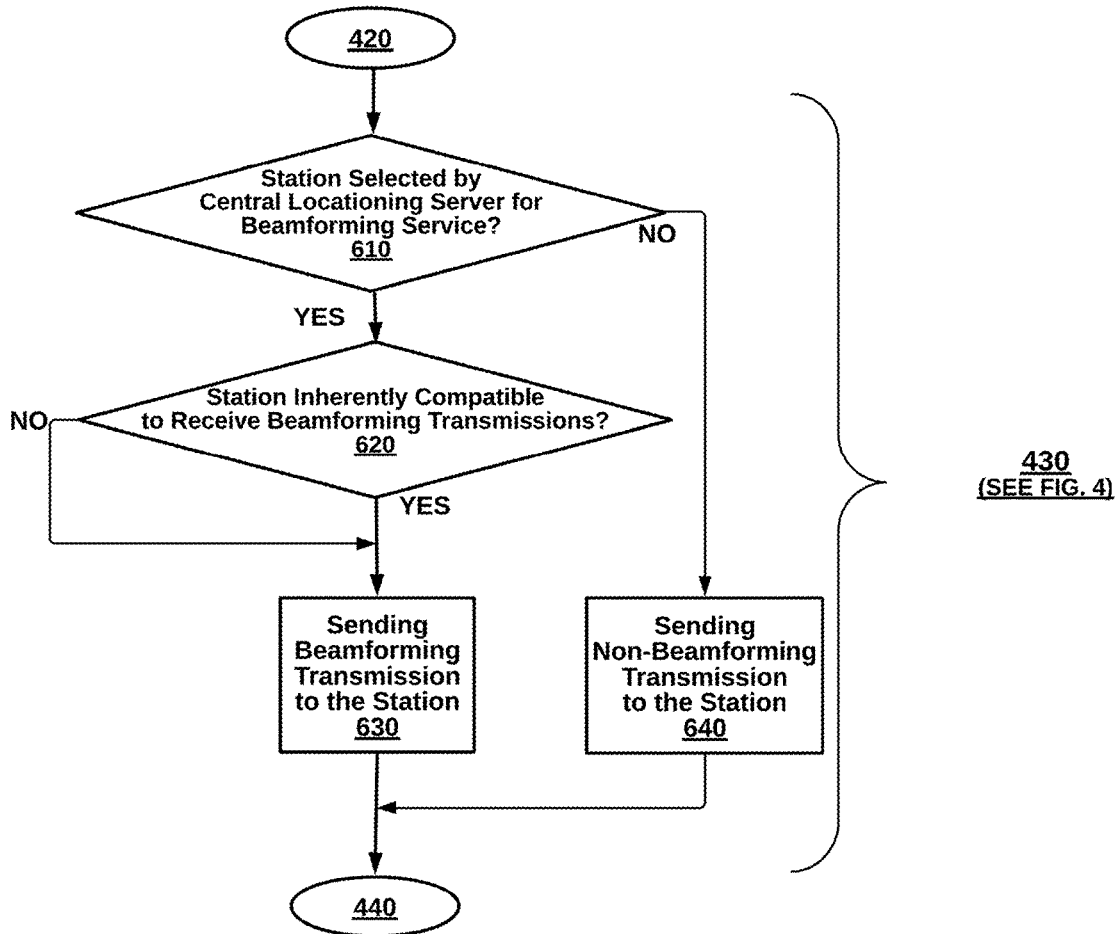 420
Station Selected by
Central Locationing Server for
Beamforming Service?
610
NO
YES
Station Inherently Compatible
to Receive Beamforming Transmissions?
620
NO
YES
430
(SEE FIG. 4)
Sending
Beamforming
Transmission
to the Station
630
Sending
Non-Beamforming
Transmission
to the Station
640
440